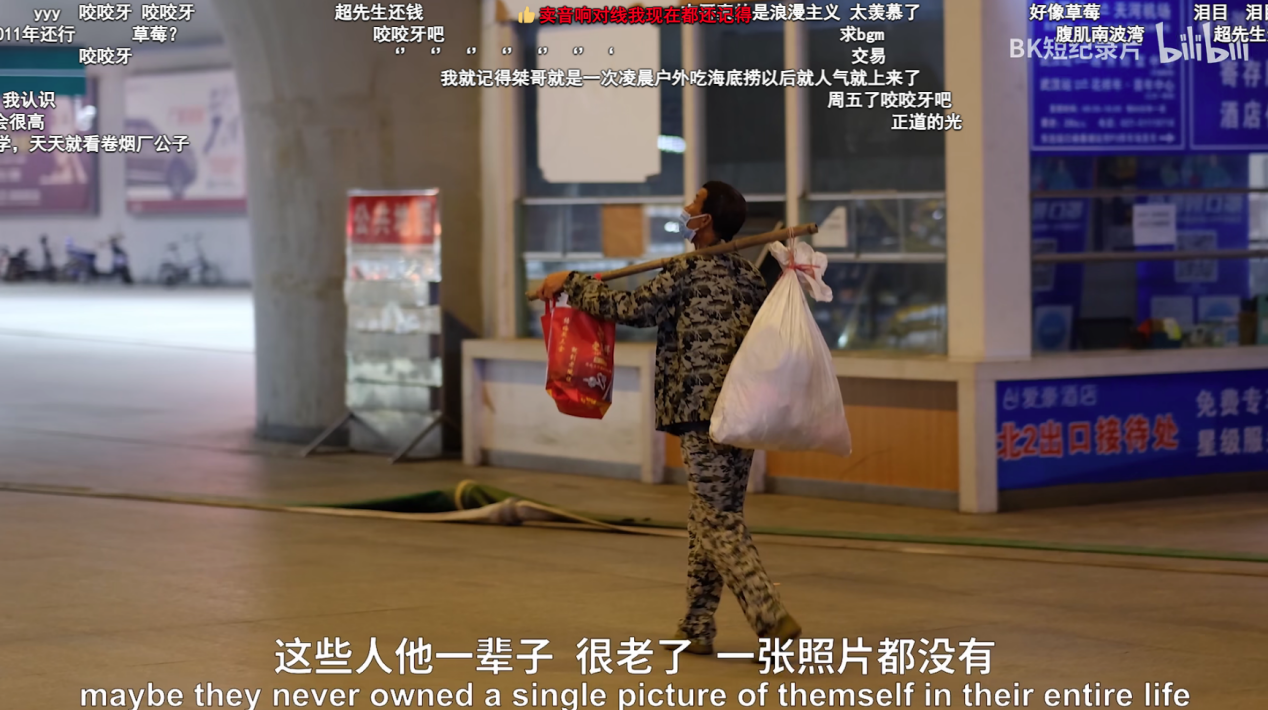 yyy 咬咬牙 咬咬牙
超先生还钱
卖音响对线我现在都还记得
是浪漫主义 太羡慕了
好像草莓
泪目
011年还行
草莓?
咬咬牙吧
求bgm
腹肌南波湾
超先生
咬咬牙
交易
BK短纪录片 bilibili
我就记得桀哥就是一次凌晨户外吃海底捞以后就人气就上来了
我认识
周五了咬咬牙吧
会很高
正道的光
学，天天就看卷烟厂公子
寄存
酒店
公共
爱豪酒店
北2出口接待处
免费专
星级服
这些人他一辈子 很老了 一张照片都没有
maybe they never owned a single picture of themself in their entire life